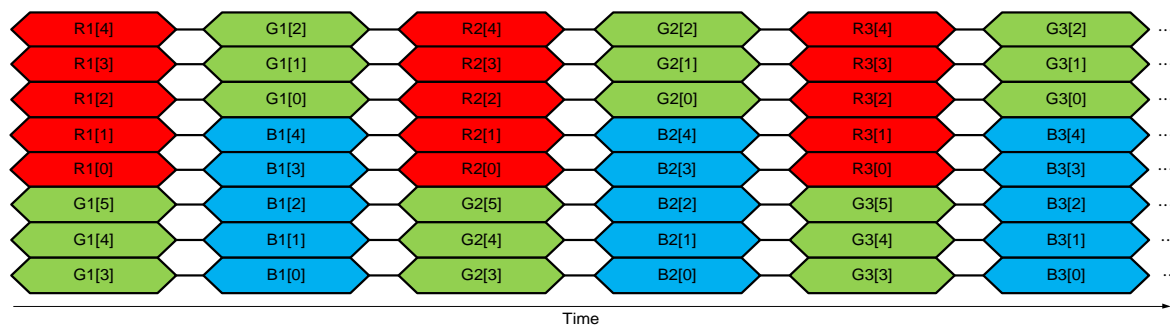 R1[4] G1[2] R2[4] G2[2] R3[4] G3[2] ...
R1[3] G1[1] R2[3] G2[1] R3[3] G3[1] ...
R1[2] G1[0] R2[2] G2[0] R3[2] G3[0] ...
R1[1] B1[4] R2[1] B2[4] R3[1] B3[4] ...
R1[0] B1[3] R2[0] B2[3] R3[0] B3[3] ...
G1[5] B1[2] G2[5] B2[2] G3[5] B3[2] ...
G1[4] B1[1] G2[4] B2[1] G3[4] B3[1] ...
G1[3] B1[0] G2[3] B2[0] G3[3] B3[0] ...
Time